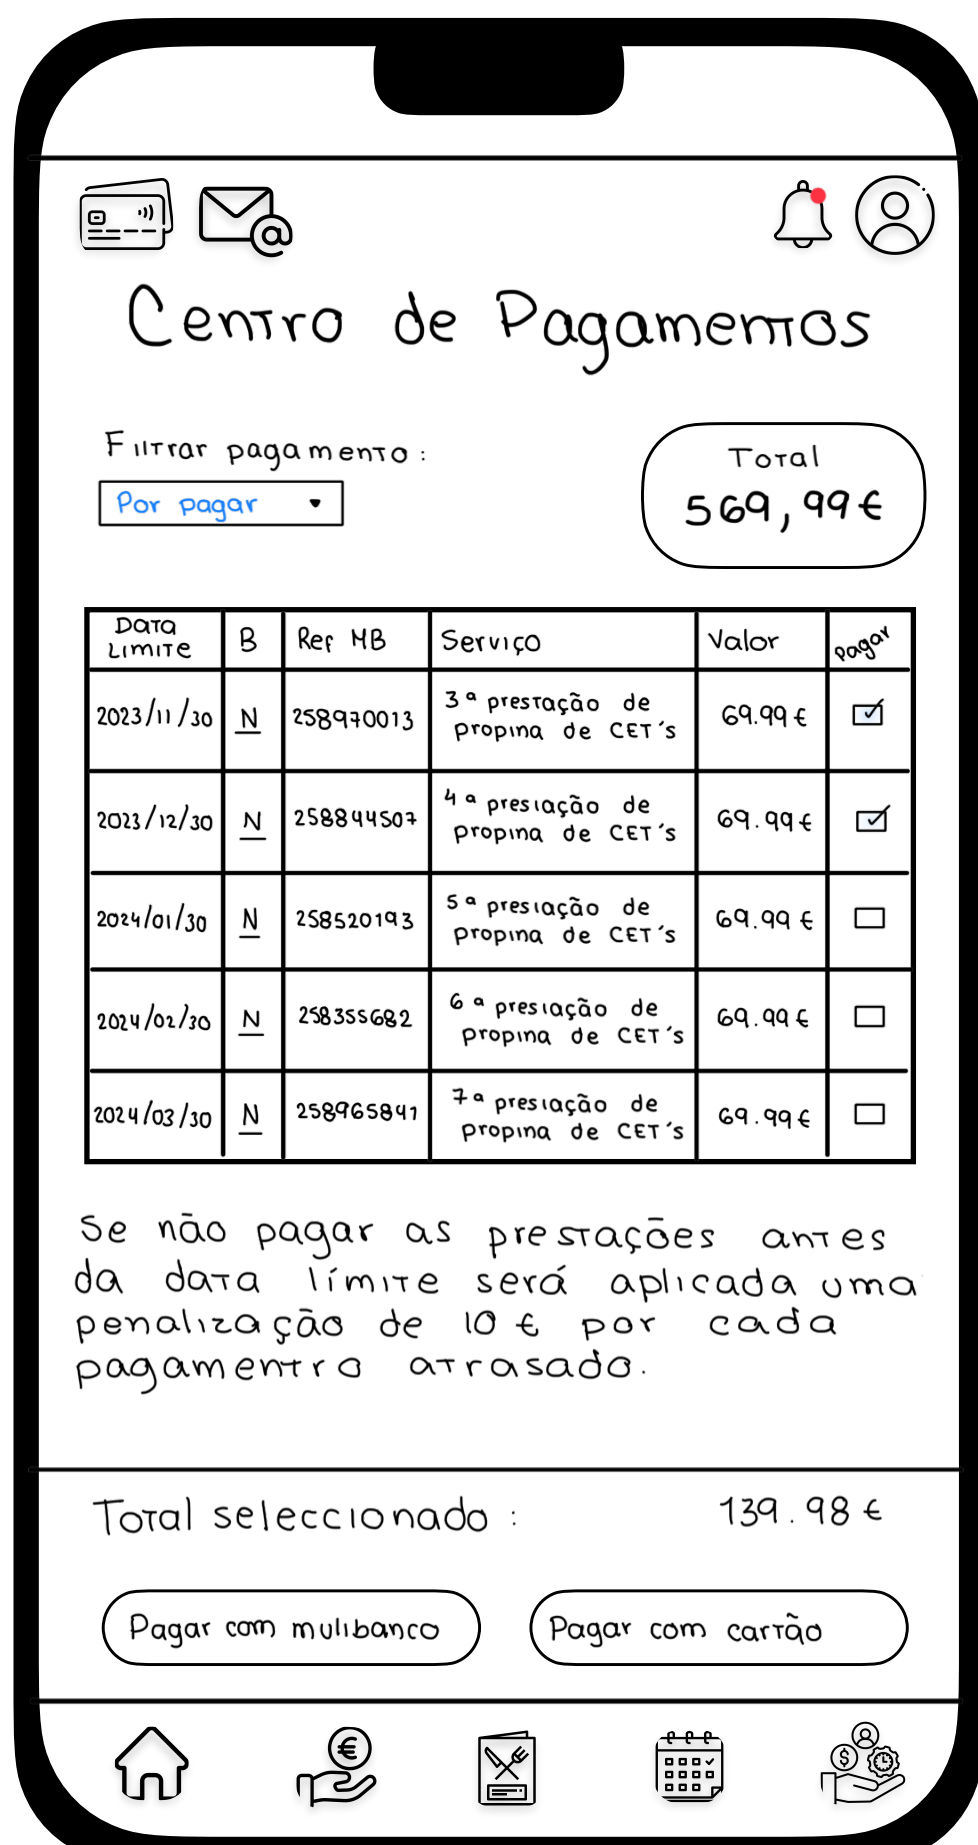 Centro de Pagamentos
Filtrar pagamento:
Por pagar
Total
569,99€
Data Limite B Ref MB Serviço Valor pagar
2023/11/30 N 258970013 3ª prestação de propina de CET's 69.99 €
2023/12/30 N 258844507 4ª prestação de propina de CET's 69.99 €
2024/01/30 N 258520193 5ª prestação de propina de CET's 69.99 €
2024/02/30 N 258355682 6ª prestação de propina de CET's 69.99 €
2024/03/30 N 258965841 7ª prestação de propina de CET's 69.99 €
Se não pagar as prestações antes
da data límite será aplicada uma
penalização de 10 € por cada
pagamentro atrasado.
Total seleccionado : 139.98 €
Pagar com mulibanco
Pagar com cartão